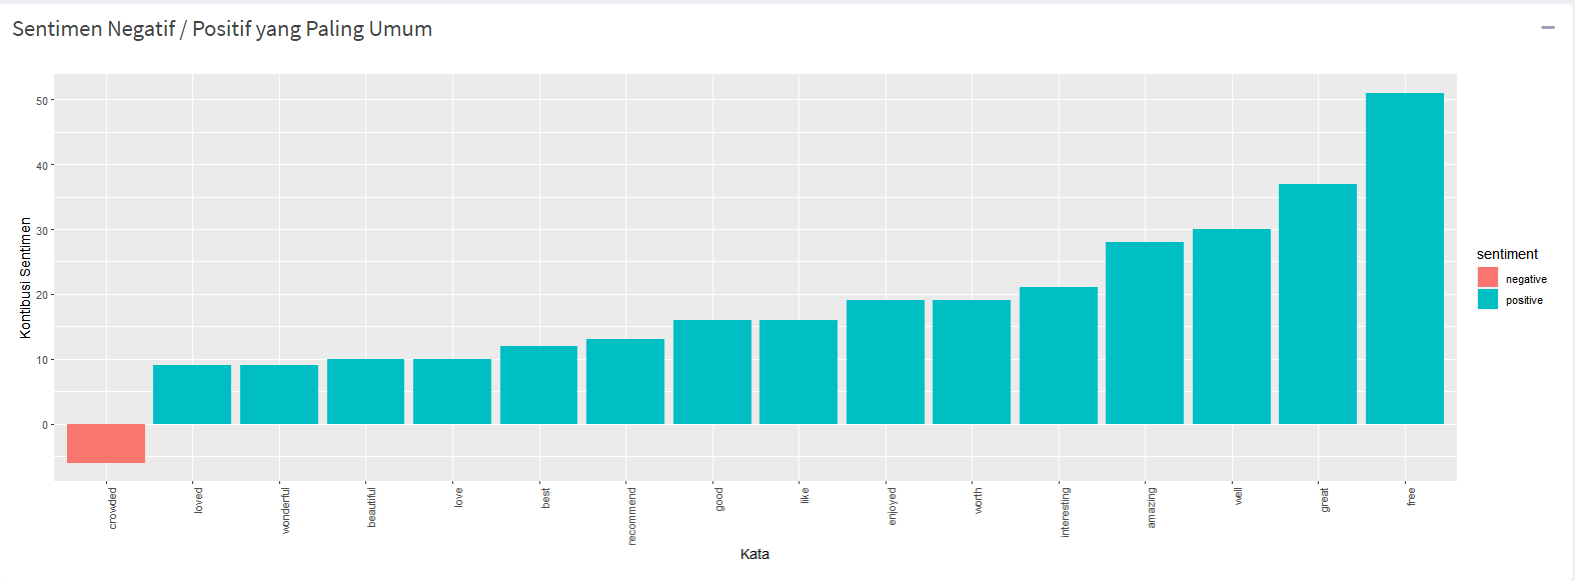 Sentimen Negatif / Positif yang Paling Umum
50
40
30
20
10
0
Kontibusi Sentimen
crowded
loved
wonderful
beautiful
love
best
recommend
good
like
enjoyed
worth
interesting
amazing
well
great
free
Kata
sentiment
negative
positive